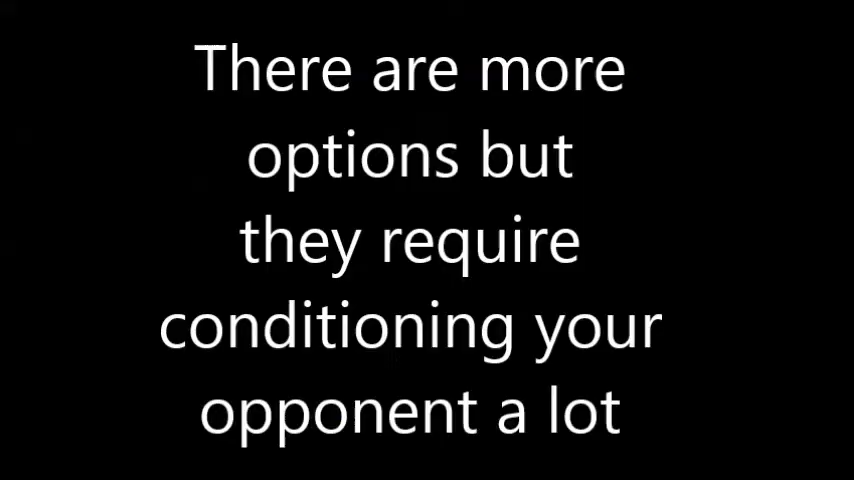 There are more
options but
they require
conditioning your
opponent a lot